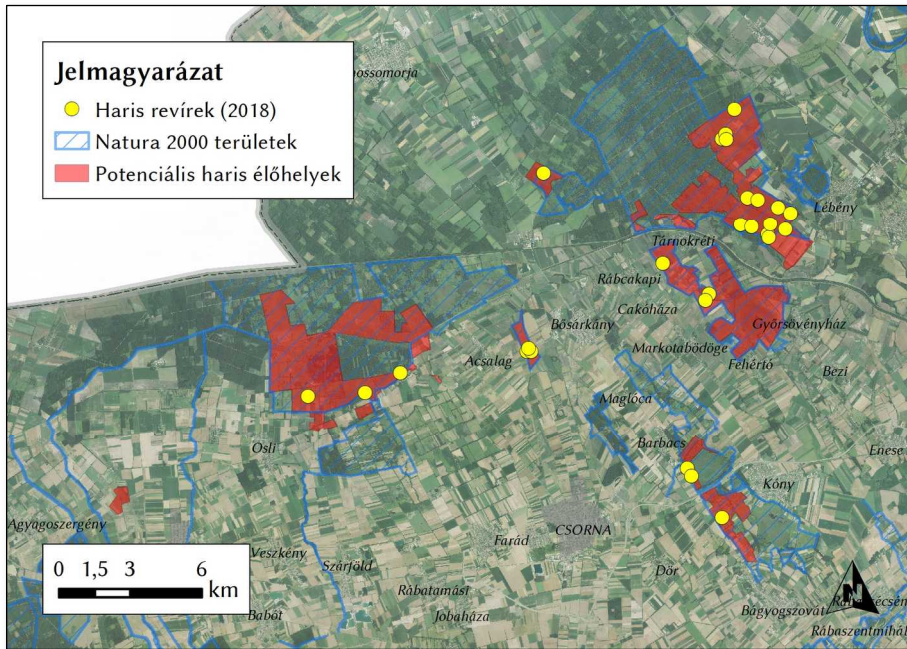 Jelmagyarázat
Haris revírek (2018)
Natura 2000 területek
Potenciális haris élőhelyek
Lébény
Tárnokréti
Rábcakapi
Cakóháza
Bősárkány
Győrsövényház
Acsalag
Markotabödöge
Fehértó
Bezi
Maglóca
Osli
Barbacs
Enese
Kóny
Agyagoszergény
CSORNA
Farád
Veszkény
Szárföld
Dör
0 1,5 3 6
km
Rábatamási
Babót
Jobaháza
Bágyogszovát
N